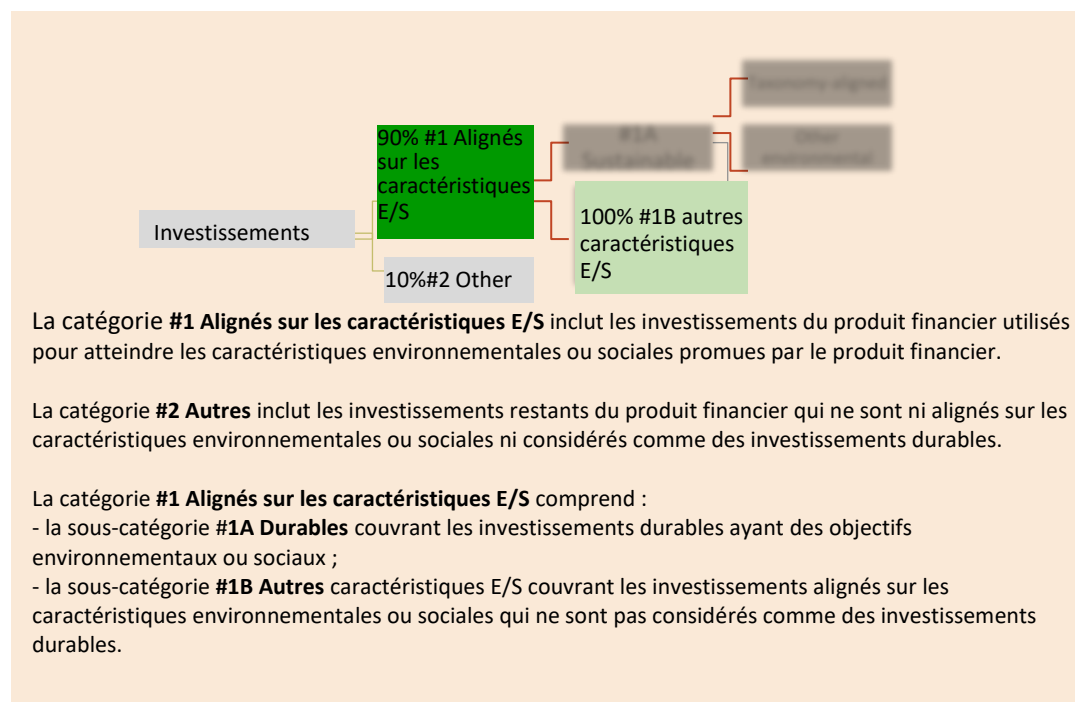 Taxonomy-aligned
90% #1 Alignés
sur les
caractéristiques
E/S
#1A
Sustainable
Other
environmental
100% #1B autres
caractéristiques
E/S
Investissements
10%#2 Other
La catégorie #1 Alignés sur les caractéristiques E/S inclut les investissements du produit financier utilisés
pour atteindre les caractéristiques environnementales ou sociales promues par le produit financier.
La catégorie #2 Autres inclut les investissements restants du produit financier qui ne sont ni alignés sur les
caractéristiques environnementales ou sociales ni considérés comme des investissements durables.
La catégorie #1 Alignés sur les caractéristiques E/S comprend :
- la sous-catégorie #1A Durables couvrant les investissements durables ayant des objectifs
environnementaux ou sociaux ;
- la sous-catégorie #1B Autres caractéristiques E/S couvrant les investissements alignés sur les
caractéristiques environnementales ou sociales qui ne sont pas considérés comme des investissements
durables.